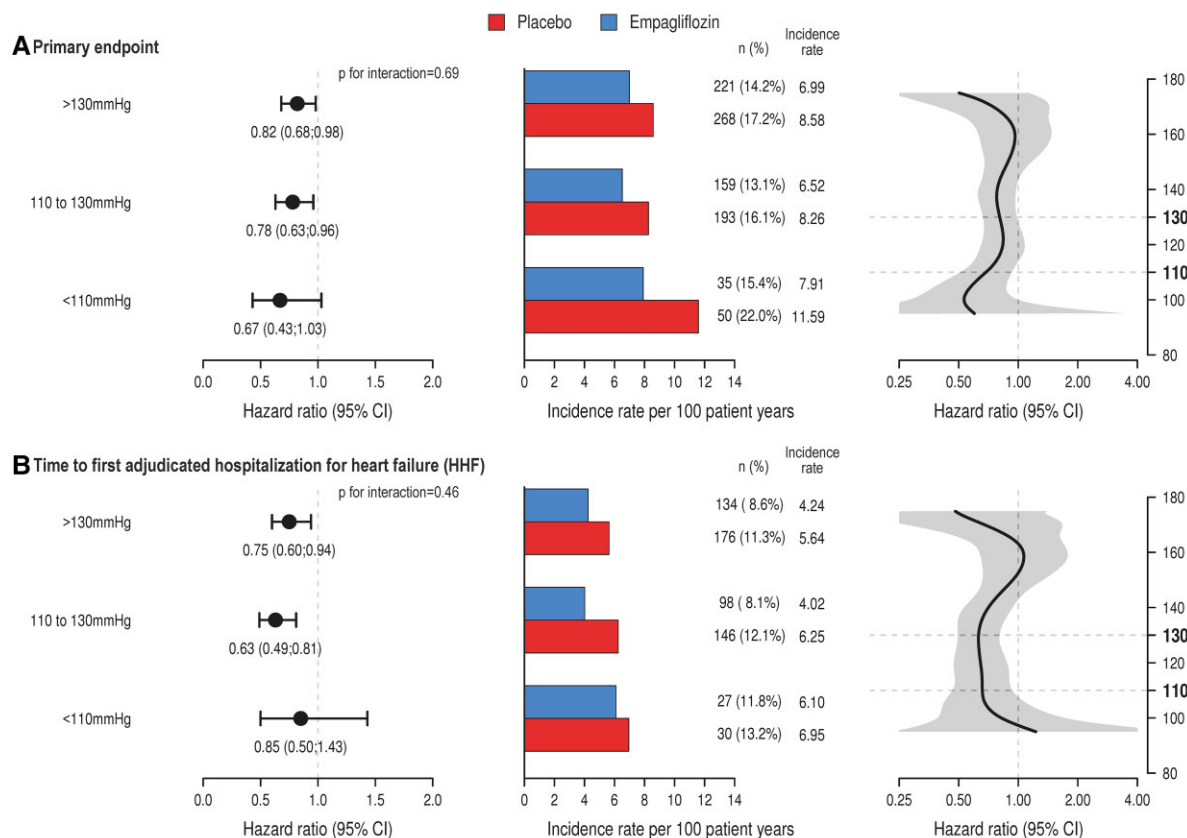 Placebo Empagliflozin
A Primary endpoint
n (%) Incidence rate
p for interaction=0.69
>130mmHg
0.82 (0.68;0.98)
221 (14.2%) 6.99
268 (17.2%) 8.58
110 to 130mmHg
0.78 (0.63;0.96)
159 (13.1%) 6.52
193 (16.1%) 8.26
<110mmHg
0.67 (0.43;1.03)
35 (15.4%) 7.91
50 (22.0%) 11.59
180
160
140
130
120
110
100
80
0.0 0.5 1.0 1.5 2.0
0 2 4 6 8 10 12 14
0.25 0.50 1.00 2.00 4.00
Hazard ratio (95% CI)
Incidence rate per 100 patient years
Hazard ratio (95% CI)
B Time to first adjudicated hospitalization for heart failure (HHF)
n (%) Incidence rate
p for interaction=0.46
>130mmHg
0.75 (0.60;0.94)
134 ( 8.6%) 4.24
176 (11.3%) 5.64
110 to 130mmHg
0.63 (0.49;0.81)
98 ( 8.1%) 4.02
146 (12.1%) 6.25
<110mmHg
0.85 (0.50;1.43)
27 (11.8%) 6.10
30 (13.2%) 6.95
180
160
140
130
120
110
100
80
0.0 0.5 1.0 1.5 2.0
0 2 4 6 8 10 12 14
0.25 0.50 1.00 2.00 4.00
Hazard ratio (95% CI)
Incidence rate per 100 patient years
Hazard ratio (95% CI)